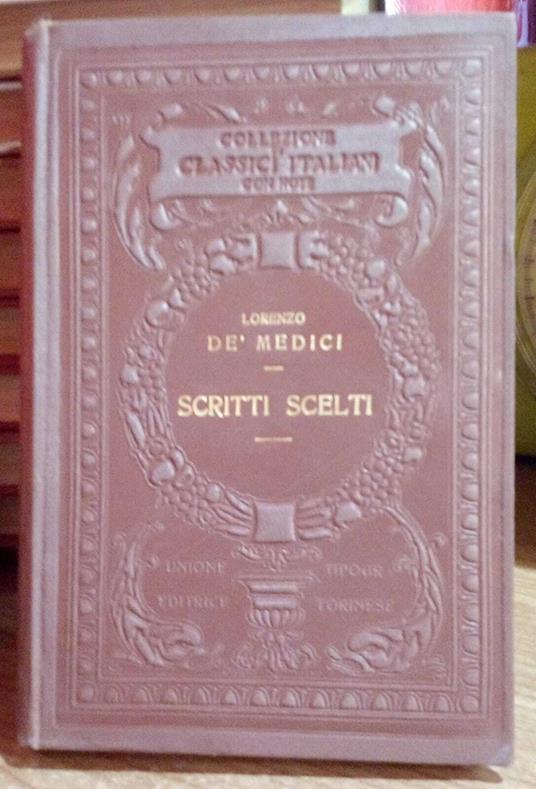 COLLEZIONE
DI
CLASSICI ITALIANI
CON NOTE
LORENZO
DE' MEDICI
SCRITTI SCELTI
UNIONE TIPOGR
EDITRICE TORINESE